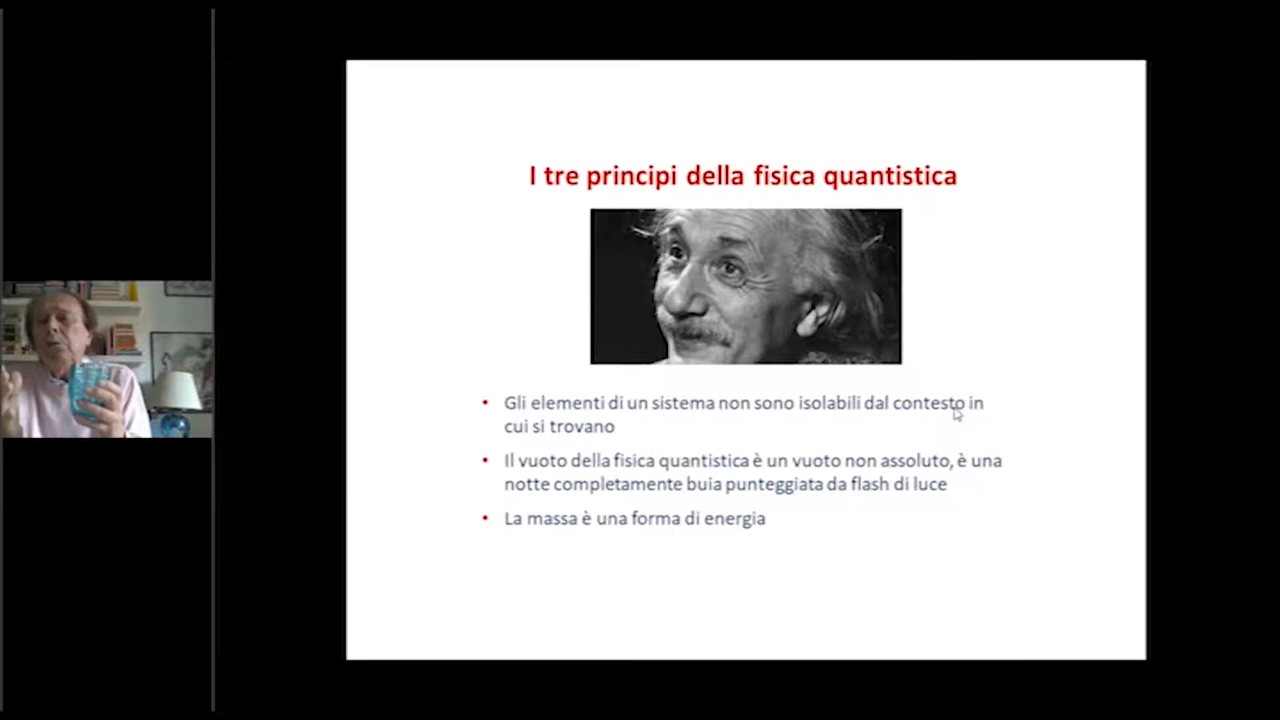 I tre principi della fisica quantistica
• Gli elementi di un sistema non sono isolabili dal contesto in
cui si trovano
• Il vuoto della fisica quantistica è un vuoto non assoluto, è una
notte completamente buia punteggiata da flash di luce
• La massa è una forma di energia